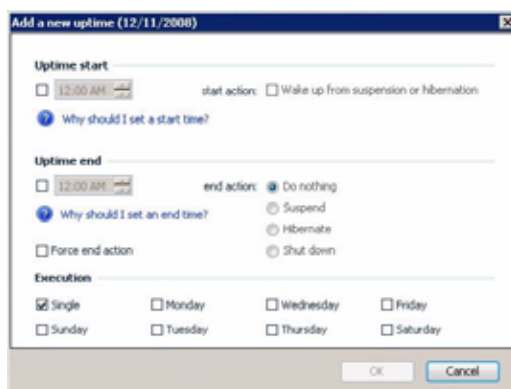 Add a new uptime (12/11/2008)
Uptime start
12:00 AM start action: Wake up from suspension or hibernation
Why should I set a start time?
Uptime end
12:00 AM end action: Do nothing
Why should I set an end time? Suspend
Hibernate
Force end action Shut down
Execution
Single Monday Wednesday Friday
Sunday Tuesday Thursday Saturday
OK Cancel